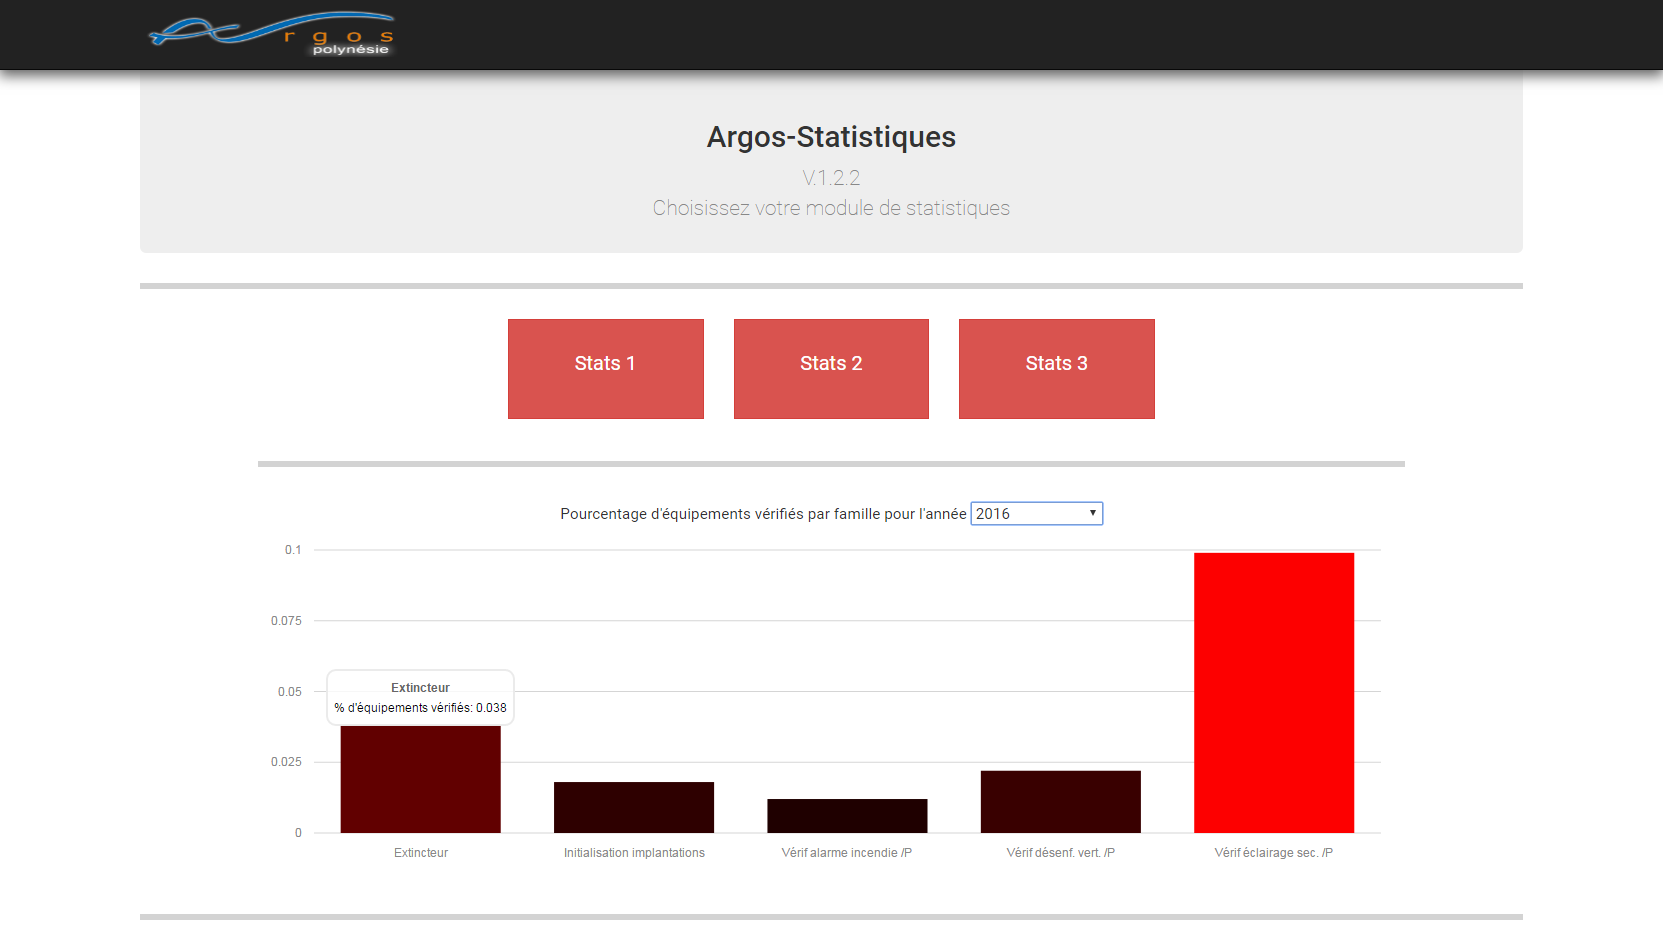 rgos
polynésie
Argos-Statistiques
V.1.2.2
Choisissez votre module de statistiques
Stats 1
Stats 2
Stats 3
Pourcentage d'équipements vérifiés par famille pour l'année 2016
0.1
0.075
0.05
0.025
0
Extincteur
% d'équipements vérifiés: 0.038
Extincteur
Initialisation implantations
Vérif alarme incendie /P
Vérif désenf. vert. /P
Vérif éclairage sec. /P